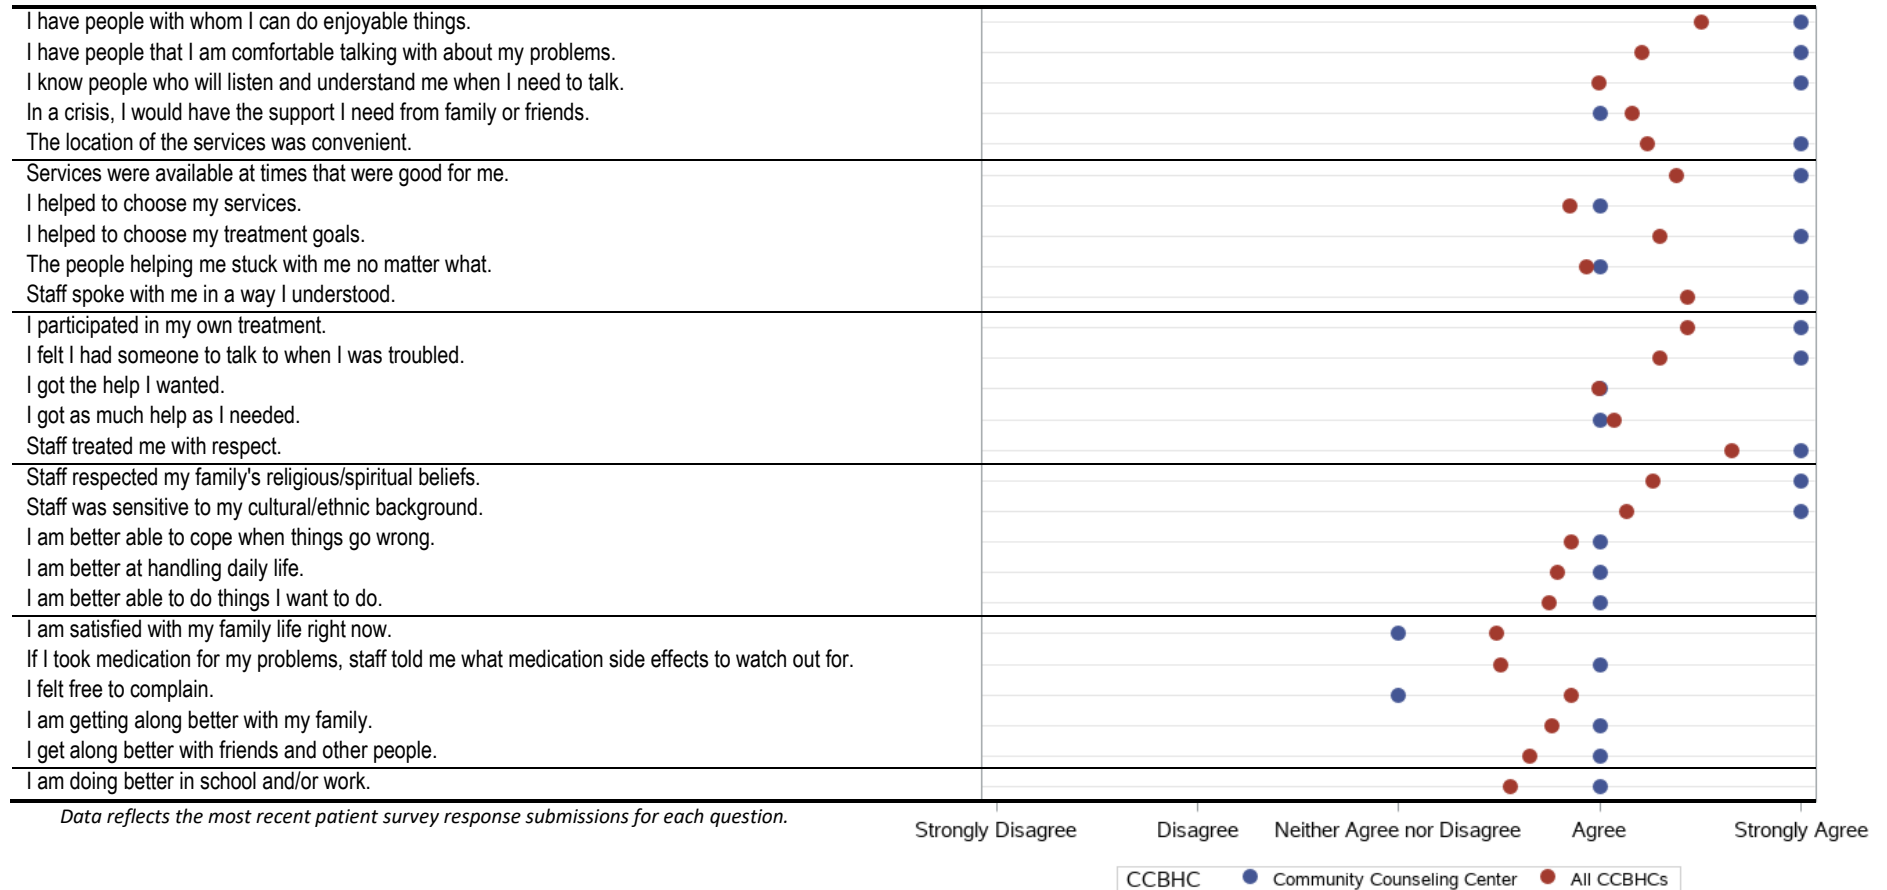 I have people with whom I can do enjoyable things.
I have people that I am comfortable talking with about my problems.
I know people who will listen and understand me when I need to talk.
In a crisis, I would have the support I need from family or friends.
The location of the services was convenient.
Services were available at times that were good for me.
I helped to choose my services.
I helped to choose my treatment goals.
The people helping me stuck with me no matter what.
Staff spoke with me in a way I understood.
I participated in my own treatment.
I felt I had someone to talk to when I was troubled.
I got the help I wanted.
I got as much help as I needed.
Staff treated me with respect.
Staff respected my family's religious/spiritual beliefs.
Staff was sensitive to my cultural/ethnic background.
I am better able to cope when things go wrong.
I am better at handling daily life.
I am better able to do things I want to do.
I am satisfied with my family life right now.
If I took medication for my problems, staff told me what medication side effects to watch out for.
I felt free to complain.
I am getting along better with my family.
I get along better with friends and other people.
I am doing better in school and/or work.
Data reflects the most recent patient survey response submissions for each question.
Strongly Disagree Disagree Neither Agree nor Disagree Agree Strongly Agree
CCBHC Community Counseling Center All CCBHCs